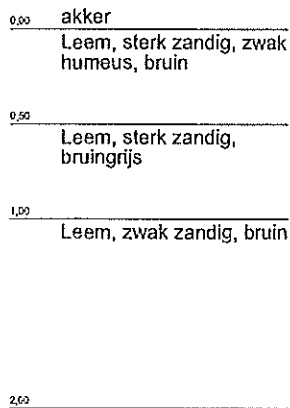 0,00 akker
Leem, sterk zandig, zwak
humeus, bruin
0,50
Leem, sterk zandig,
bruingrijs
1,00
Leem, zwak zandig, bruin
2,00